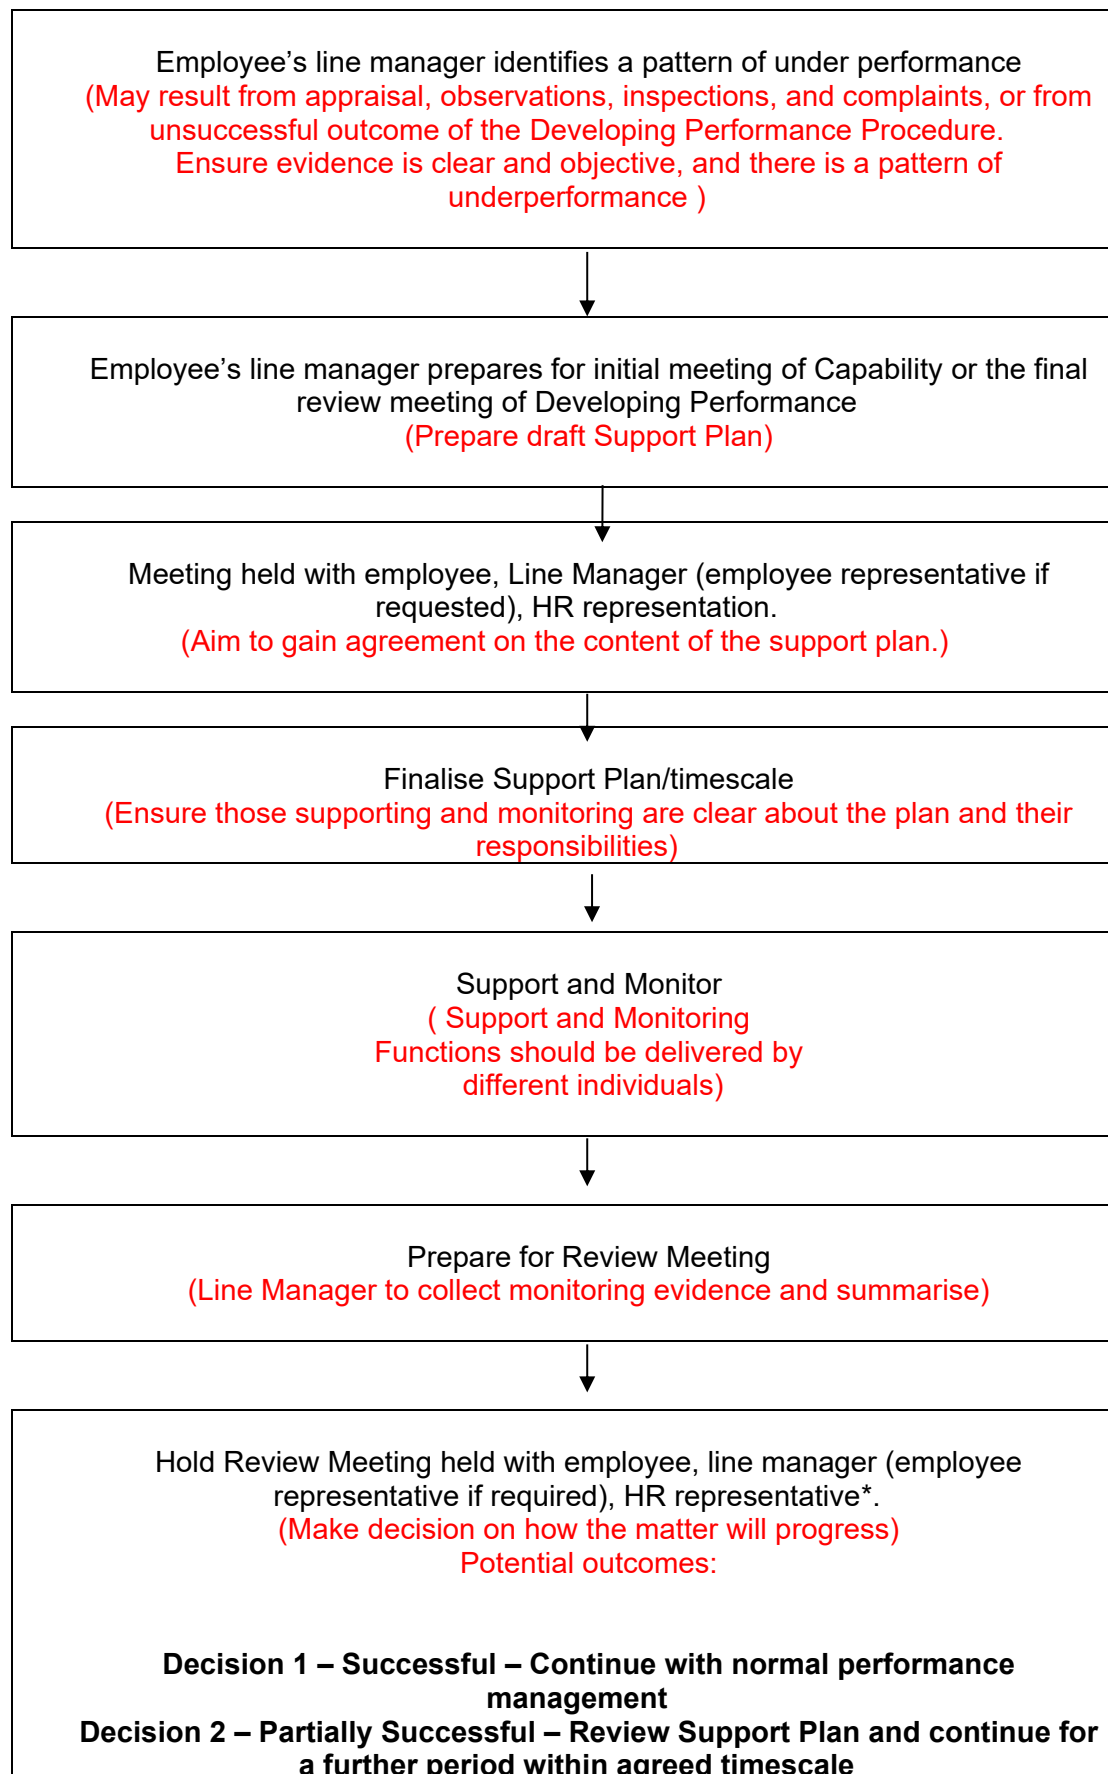 Employee’s line manager identifies a pattern of under performance
(May result from appraisal, observations, inspections, and complaints, or from
unsuccessful outcome of the Developing Performance Procedure.
Ensure evidence is clear and objective, and there is a pattern of
underperformance )
Employee’s line manager prepares for initial meeting of Capability or the final
review meeting of Developing Performance
(Prepare draft Support Plan)
Meeting held with employee, Line Manager (employee representative if
requested), HR representation.
(Aim to gain agreement on the content of the support plan.)
Finalise Support Plan/timescale
(Ensure those supporting and monitoring are clear about the plan and their
responsibilities)
Support and Monitor
( Support and Monitoring
Functions should be delivered by
different individuals)
Prepare for Review Meeting
(Line Manager to collect monitoring evidence and summarise)
Hold Review Meeting held with employee, line manager (employee
representative if required), HR representative*.
(Make decision on how the matter will progress)
Potential outcomes:
Decision 1 – Successful – Continue with normal performance
management
Decision 2 – Partially Successful – Review Support Plan and continue for
a further period within agreed timescale